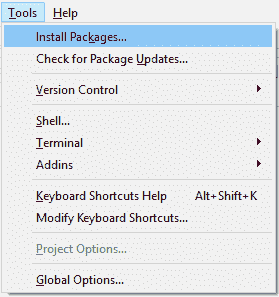 Tools Help
Install Packages...
Check for Package Updates...
Version Control
Shell...
Terminal
Addins
Keyboard Shortcuts Help Alt+Shift+K
Modify Keyboard Shortcuts...
Project Options...
Global Options...